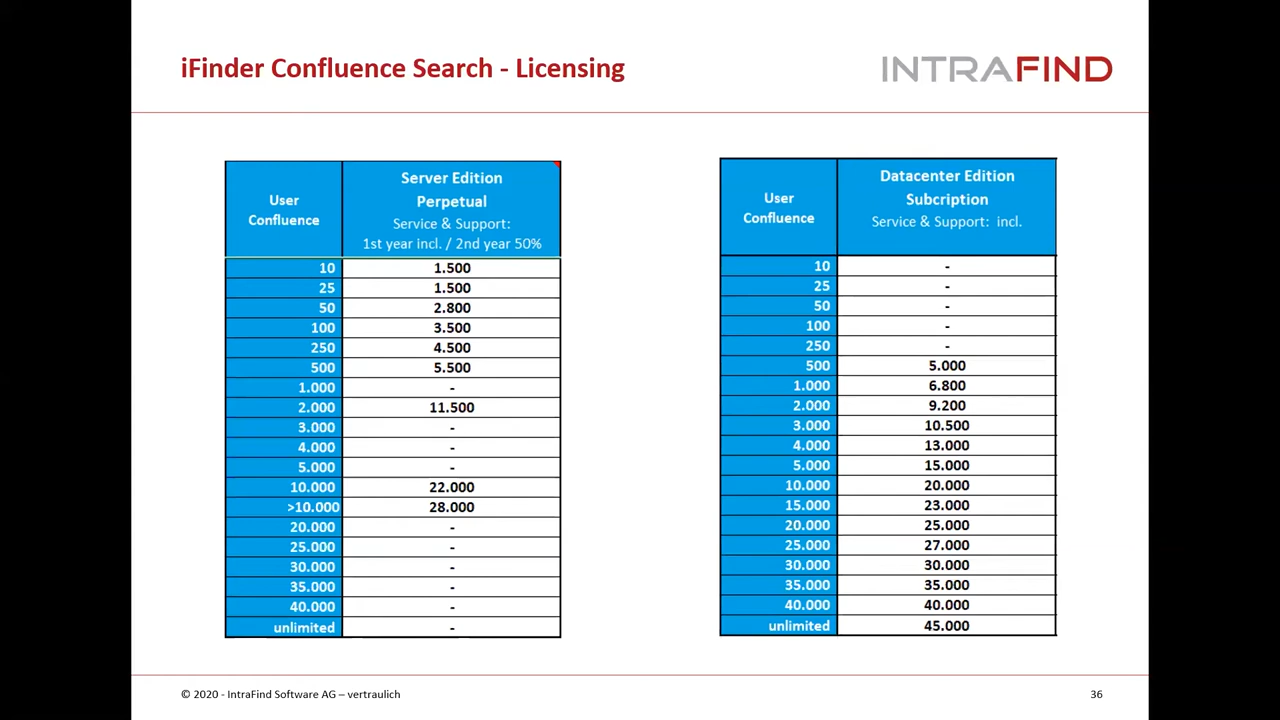 iFinder Confluence Search - Licensing
INTRAFIND
User
Confluence
Server Edition
Perpetual
Service & Support:
1st year incl. / 2nd year 50%
10 1.500
25 1.500
50 2.800
100 3.500
250 4.500
500 5.500
1.000 -
2.000 11.500
3.000 -
4.000 -
5.000 -
10.000 22.000
>10.000 28.000
20.000 -
25.000 -
30.000 -
35.000 -
40.000 -
unlimited -
User
Confluence
Datacenter Edition
Subcription
Service & Support: incl.
10 -
25 -
50 -
100 -
250 -
500 5.000
1.000 6.800
2.000 9.200
3.000 10.500
4.000 13.000
5.000 15.000
10.000 20.000
15.000 23.000
20.000 25.000
25.000 27.000
30.000 30.000
35.000 35.000
40.000 40.000
unlimited 45.000
© 2020 - IntraFind Software AG – vertraulich
36